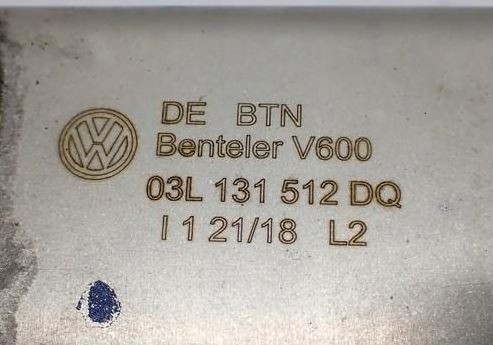 DE BTN
Benteler V600
03L 131 512 DQ
I 1 21/18 L2